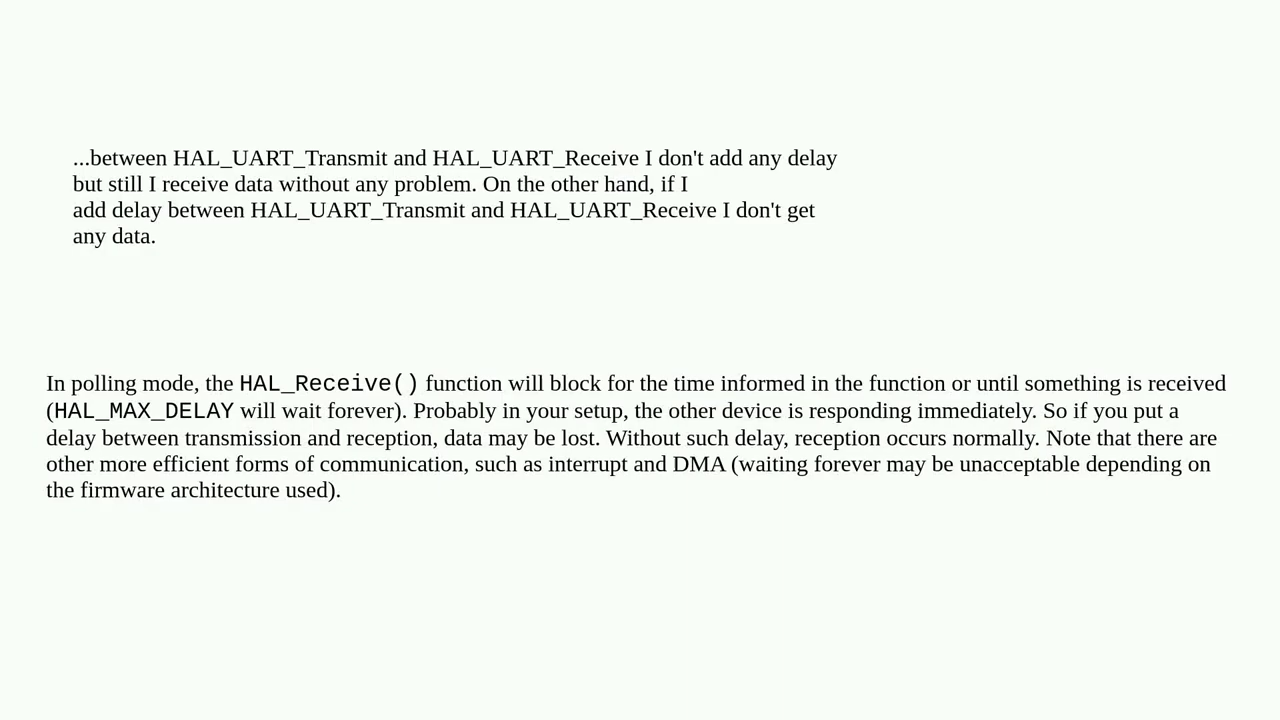 ...between HAL_UART_Transmit and HAL_UART_Receive I don't add any delay
but still I receive data without any problem. On the other hand, if I
add delay between HAL_UART_Transmit and HAL_UART_Receive I don't get
any data.
In polling mode, the HAL_Receive() function will block for the time informed in the function or until something is received
(HAL_MAX_DELAY will wait forever). Probably in your setup, the other device is responding immediately. So if you put a
delay between transmission and reception, data may be lost. Without such delay, reception occurs normally. Note that there are
other more efficient forms of communication, such as interrupt and DMA (waiting forever may be unacceptable depending on
the firmware architecture used).